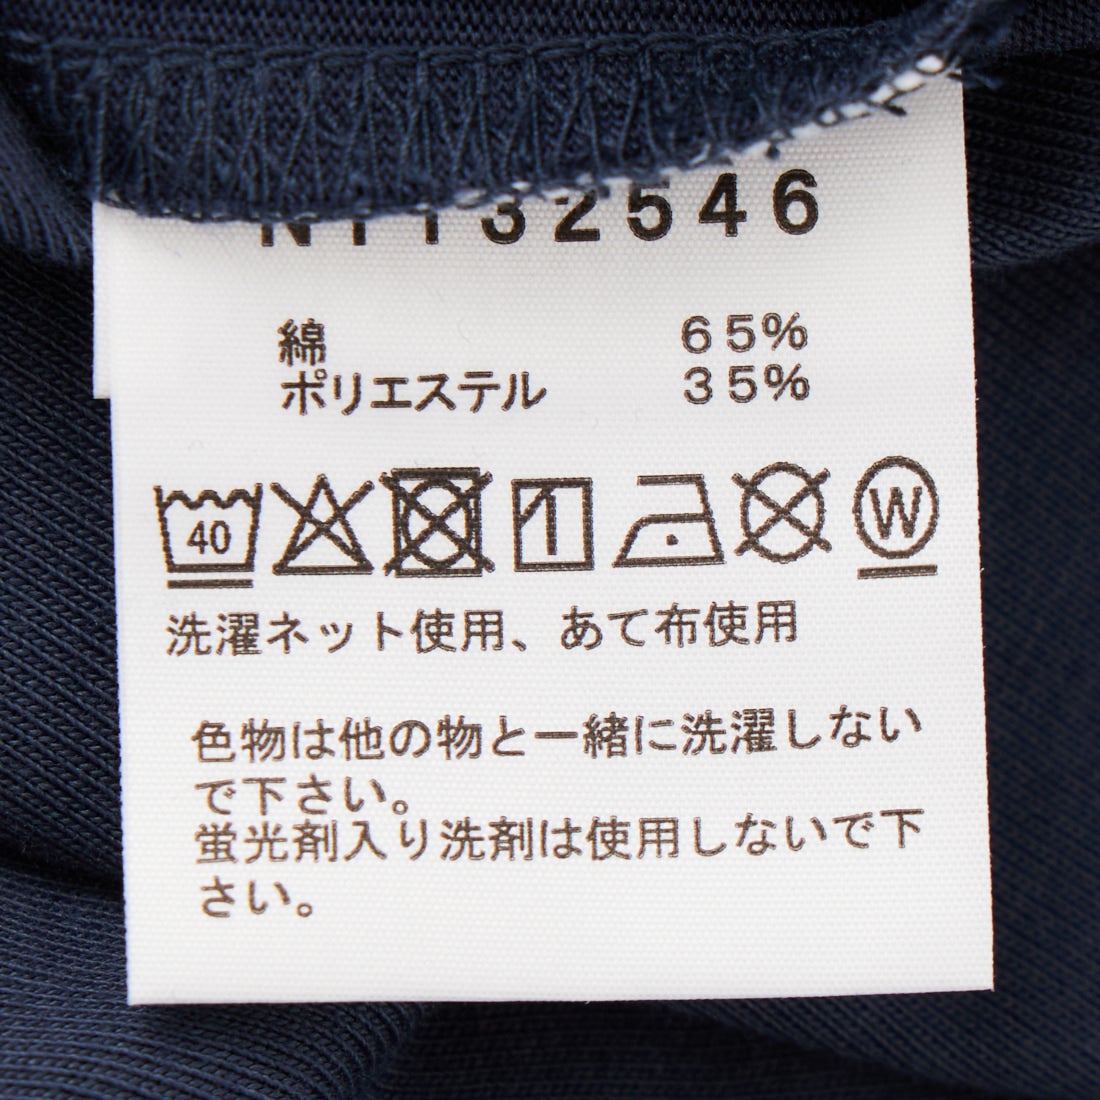 NT132546
綿 65%
ポリエステル 35%
40 W
洗濯ネット使用、あて布使用
色物は他の物と一緒に洗濯しない
で下さい。
蛍光剤入り洗剤は使用しないで下
さい。